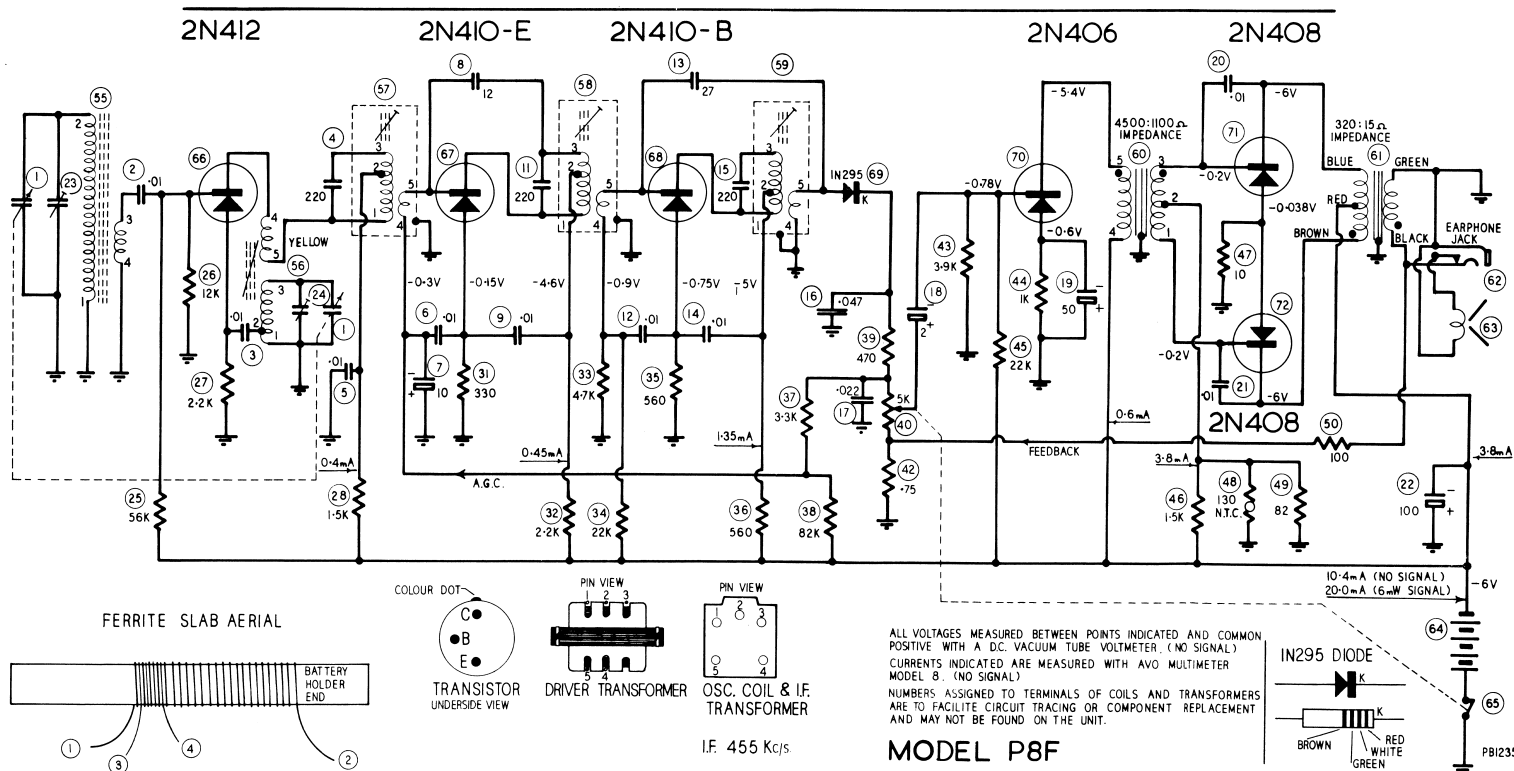 2N412 2N410-E 2N410-B 2N406 2N408
8 12
13 27
59
20 .01 -6V
55 2
57
58
4
3 2 1
220
5 4
1
23
2 .01
66
67
11 220
3 2 1
5 4
68
15 220
3 2 1
5 4
1N295 69
K
-5.4V
4500:1100Ω
IMPEDANCE
60
5 4
3 2 1
70
-0.78V
-0.6V
71
-0.2V
-0.038V
320:15Ω
IMPEDANCE
BLUE 61 GREEN
RED
BROWN
BLACK
EARPHONE
JACK
62
63
3
4
1
4
5
YELLOW
56
3
2
1
24
1
26
12K
.01
3
27
2.2K
.01
5
-0.3V -0.15V -4.6V -0.9V -0.75V -5V
6 .01
9 .01
12 .01
14 .01
7
10
31
330
33
4.7K
35
560
16 .047
18
2
43
3.9K
44
1K
19
50
45
22K
39
470
37
3.3K
.022
17
5K
40
47
10
72
-0.2V
21
.01
-6V
2N408
0.4mA
0.45mA
1.35mA
0.6mA
FEEDBACK
50
100
3.8mA
3.8mA
A.G.C.
25
56K
28
1.5K
32
2.2K
34
22K
36
560
38
82K
42
.75
46
1.5K
48
130
N.T.C.
49
82
22
100
10.4mA (NO SIGNAL)
20.0mA (6mW SIGNAL)
-6V
64
65
FERRITE SLAB AERIAL
BATTERY
HOLDER
END
1
3
4
2
COLOUR DOT
C
B
E
TRANSISTOR
UNDERSIDE VIEW
PIN VIEW
1 2 3
5 4
DRIVER TRANSFORMER
PIN VIEW
1 2 3
5 4
OSC. COIL & I.F.
TRANSFORMER
I.F. 455 Kc/s
ALL VOLTAGES MEASURED BETWEEN POINTS INDICATED AND COMMON
POSITIVE WITH A D.C. VACUUM TUBE VOLTMETER. (NO SIGNAL)
CURRENTS INDICATED ARE MEASURED WITH AVO MULTIMETER
MODEL 8. (NO SIGNAL)
NUMBERS ASSIGNED TO TERMINALS OF COILS AND TRANSFORMERS
ARE TO FACILITE CIRCUIT TRACING OR COMPONENT REPLACEMENT
AND MAY NOT BE FOUND ON THE UNIT.
MODEL P8F
1N295 DIODE
K
K
BROWN
RED
WHITE
GREEN
PB1235